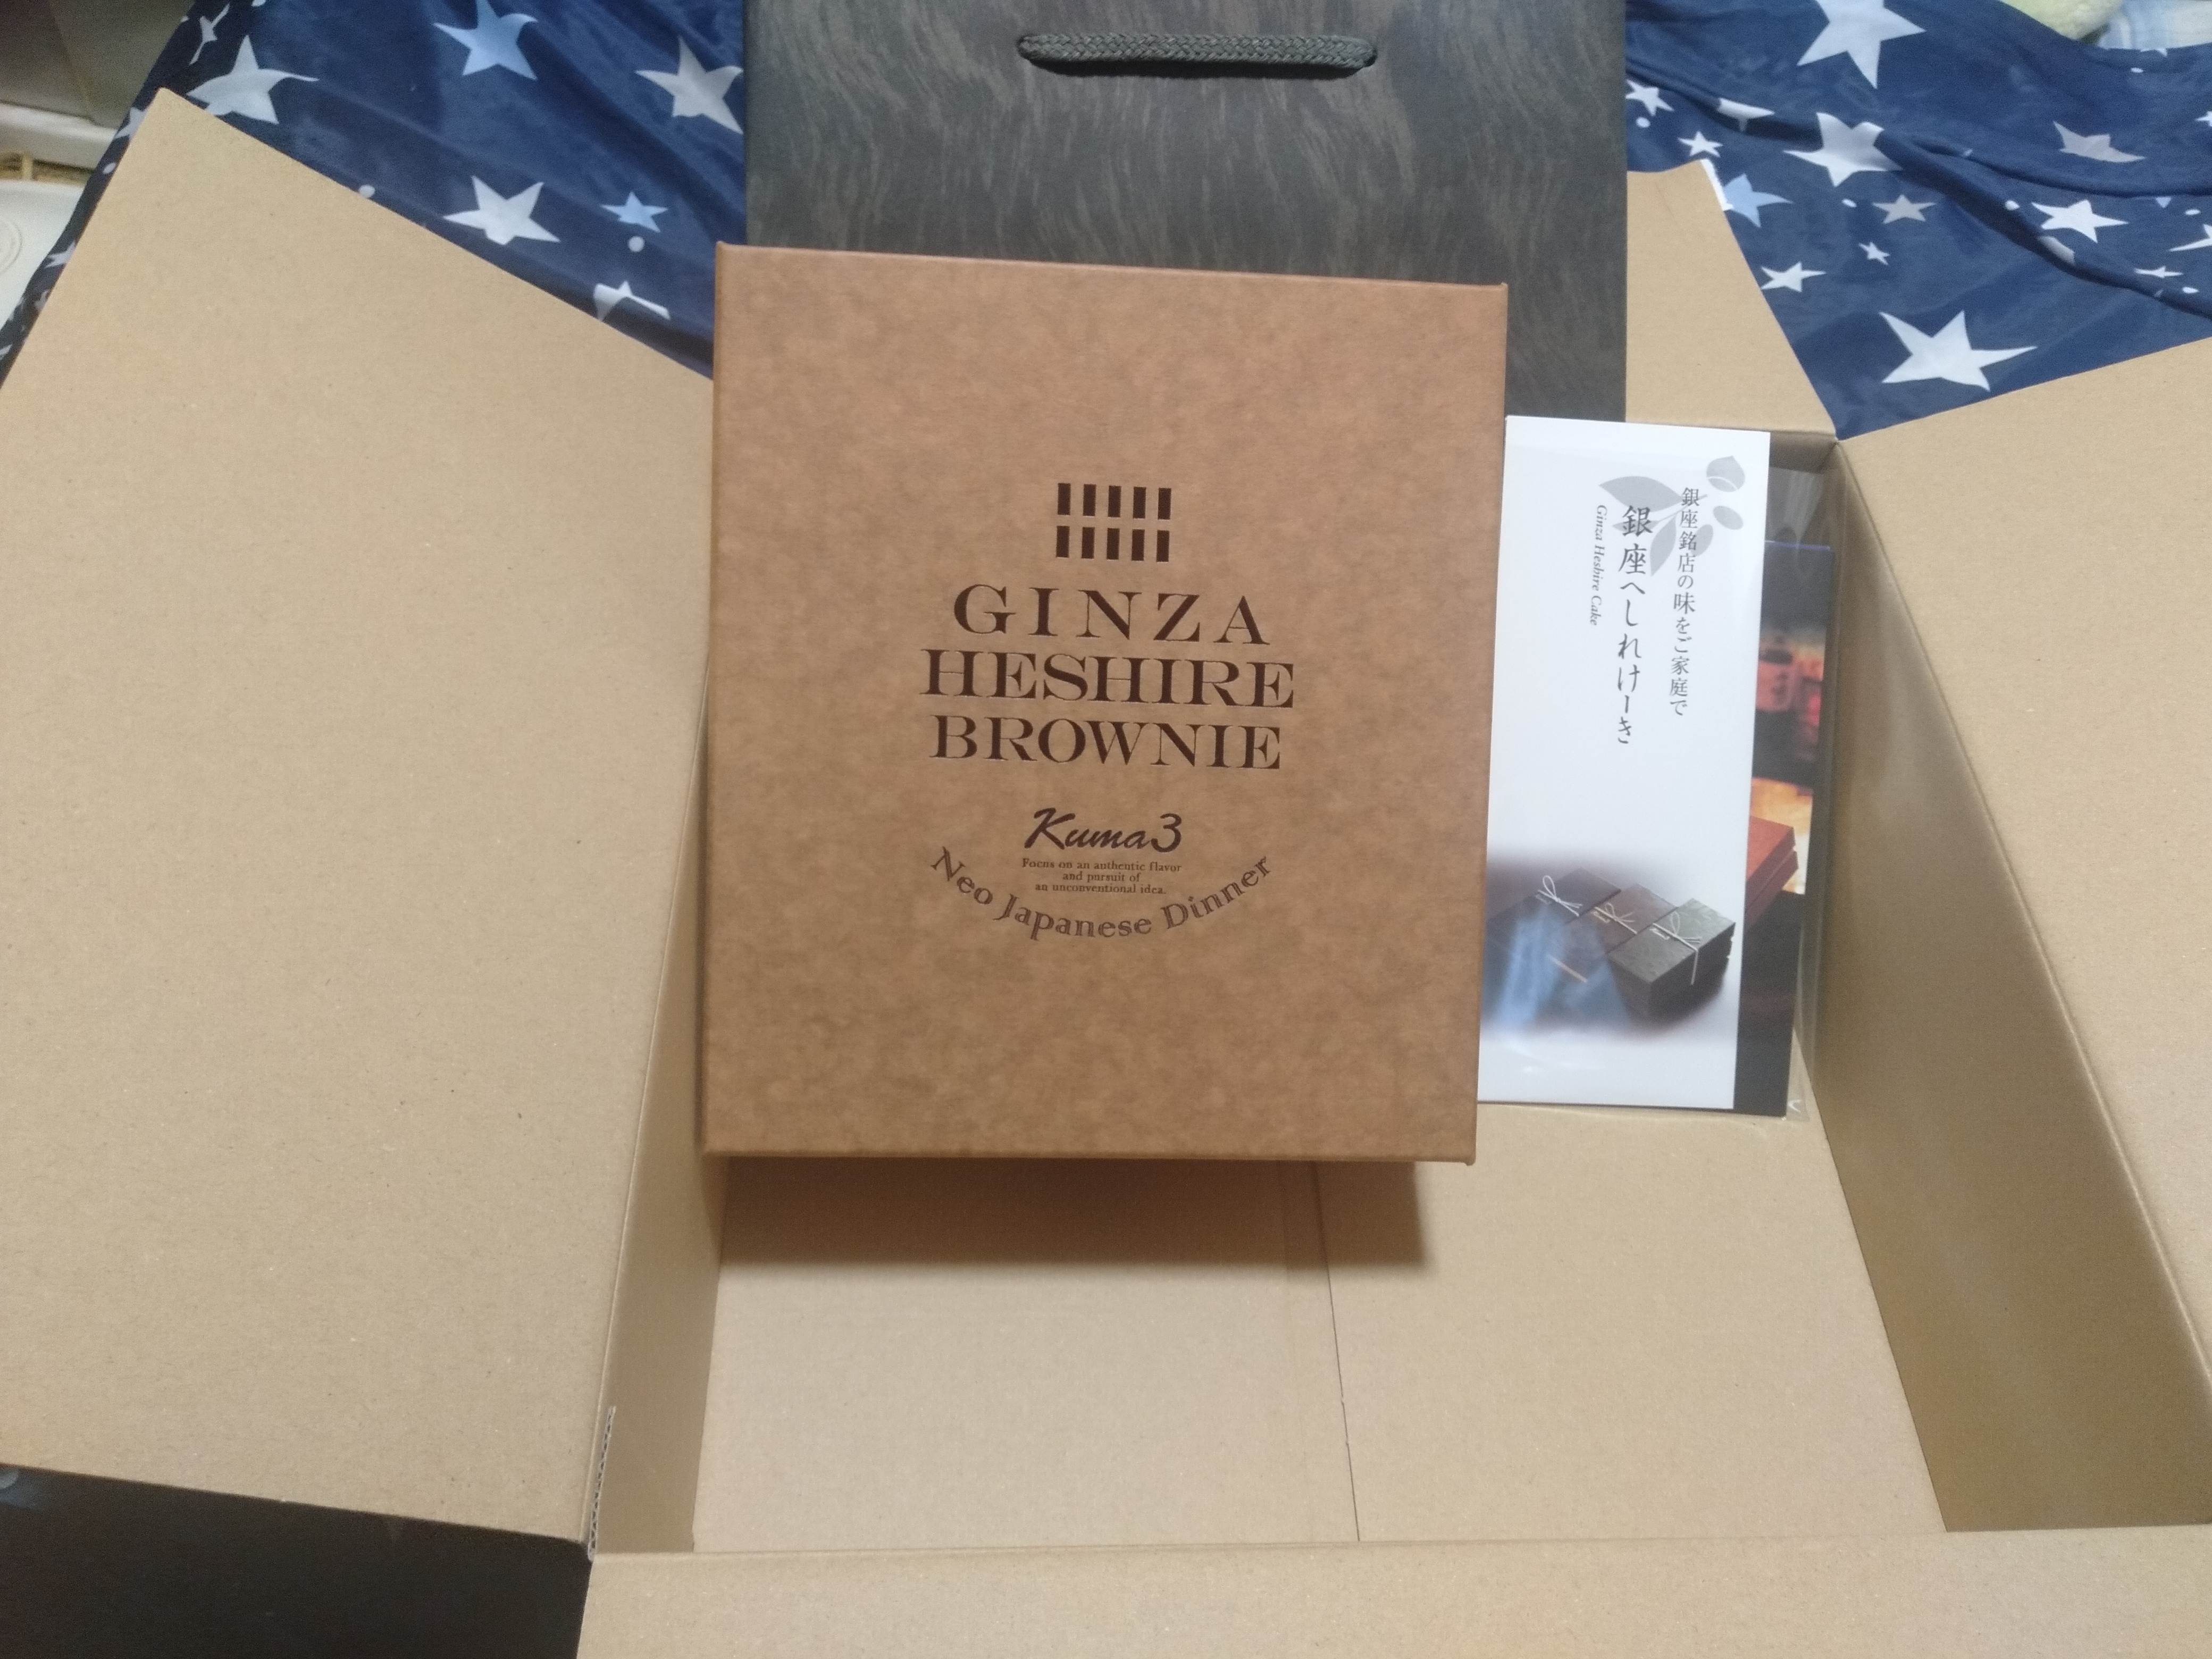 GINZA
HESHIRE
BROWNIE
Kuma3
Focus on an authentic flavor
and pursuit of
an unconventional idea.
Neo Japanese Dinner
銀座銘店の味をご家庭で
銀座へしれけーき
Ginza Heshire Cake